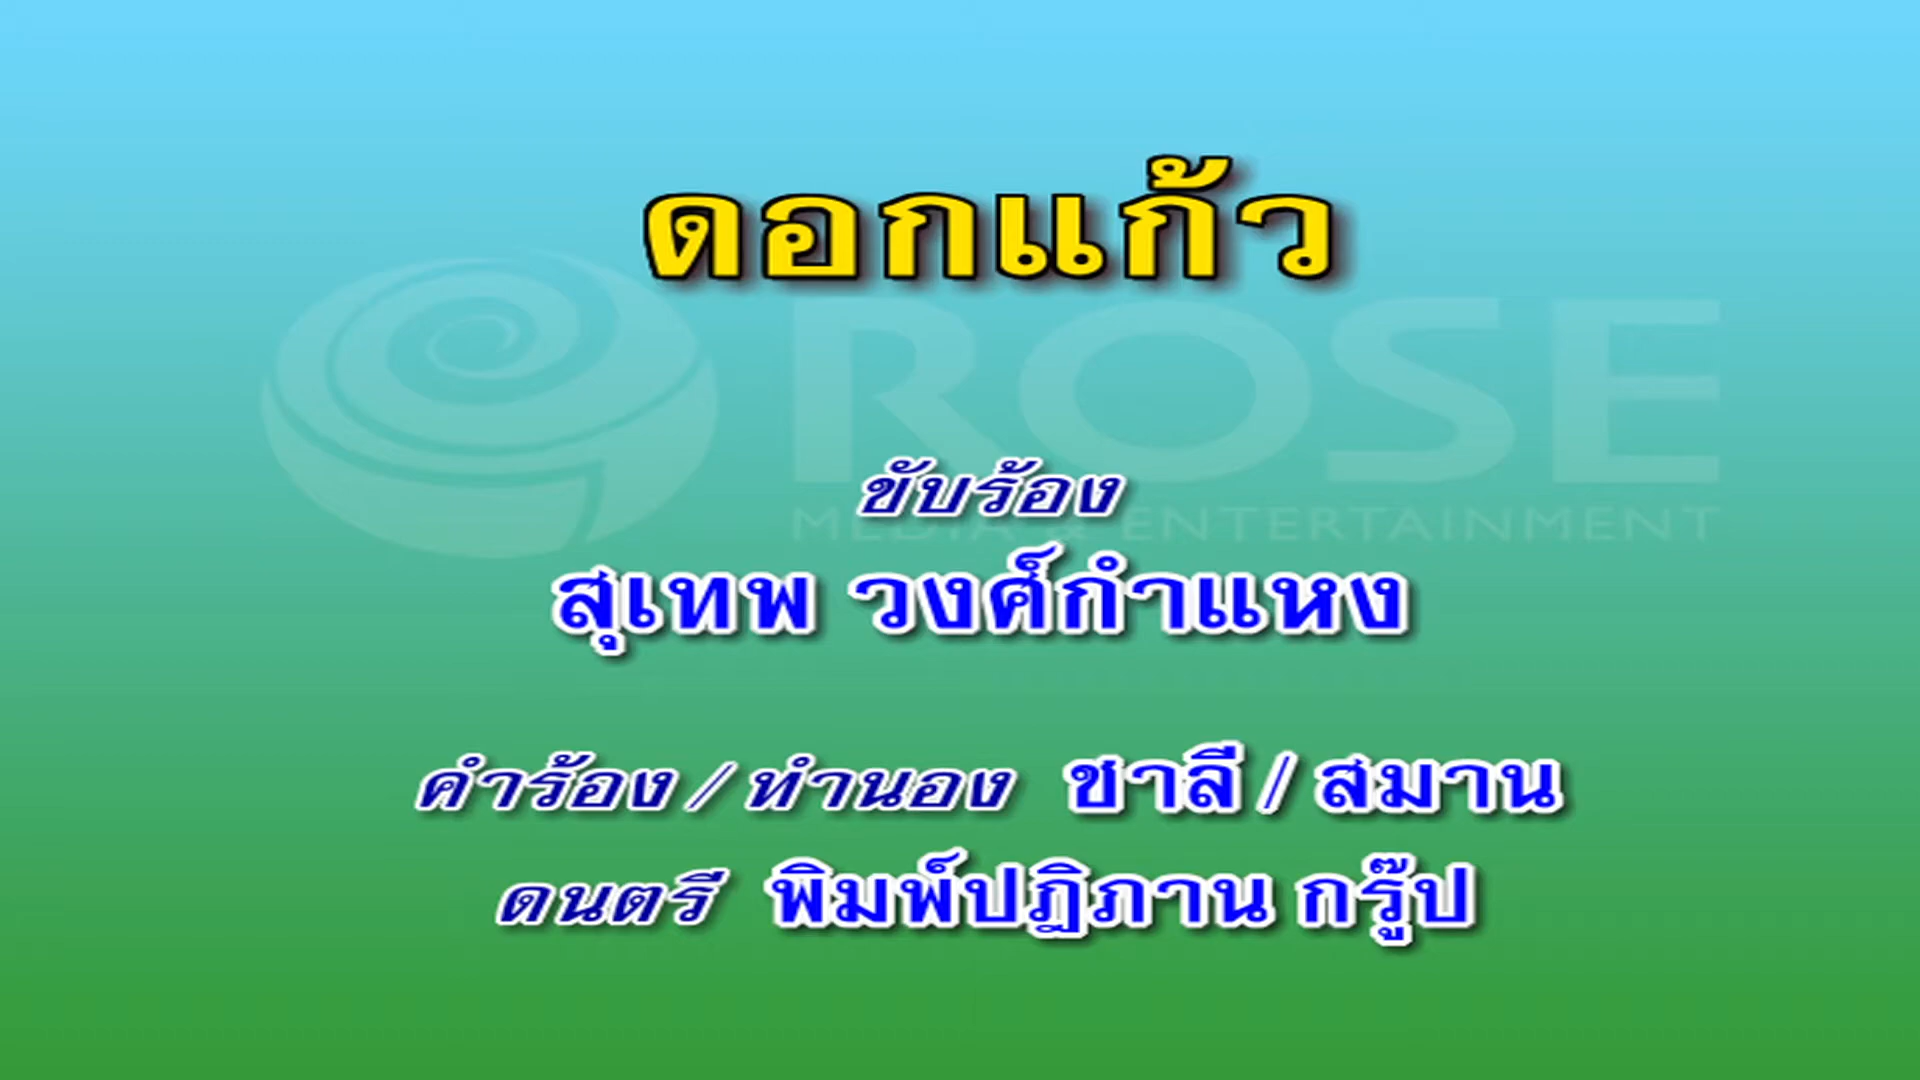 ดอกแก้ว
ROSE
MEDIA & ENTERTAINMENT
ขับร้อง
สุเทพ วงศ์กำแหง
คำร้อง / ทำนอง ชาลี / สมาน
ดนตรี พิมพ์ปฎิภาน กรุ๊ป